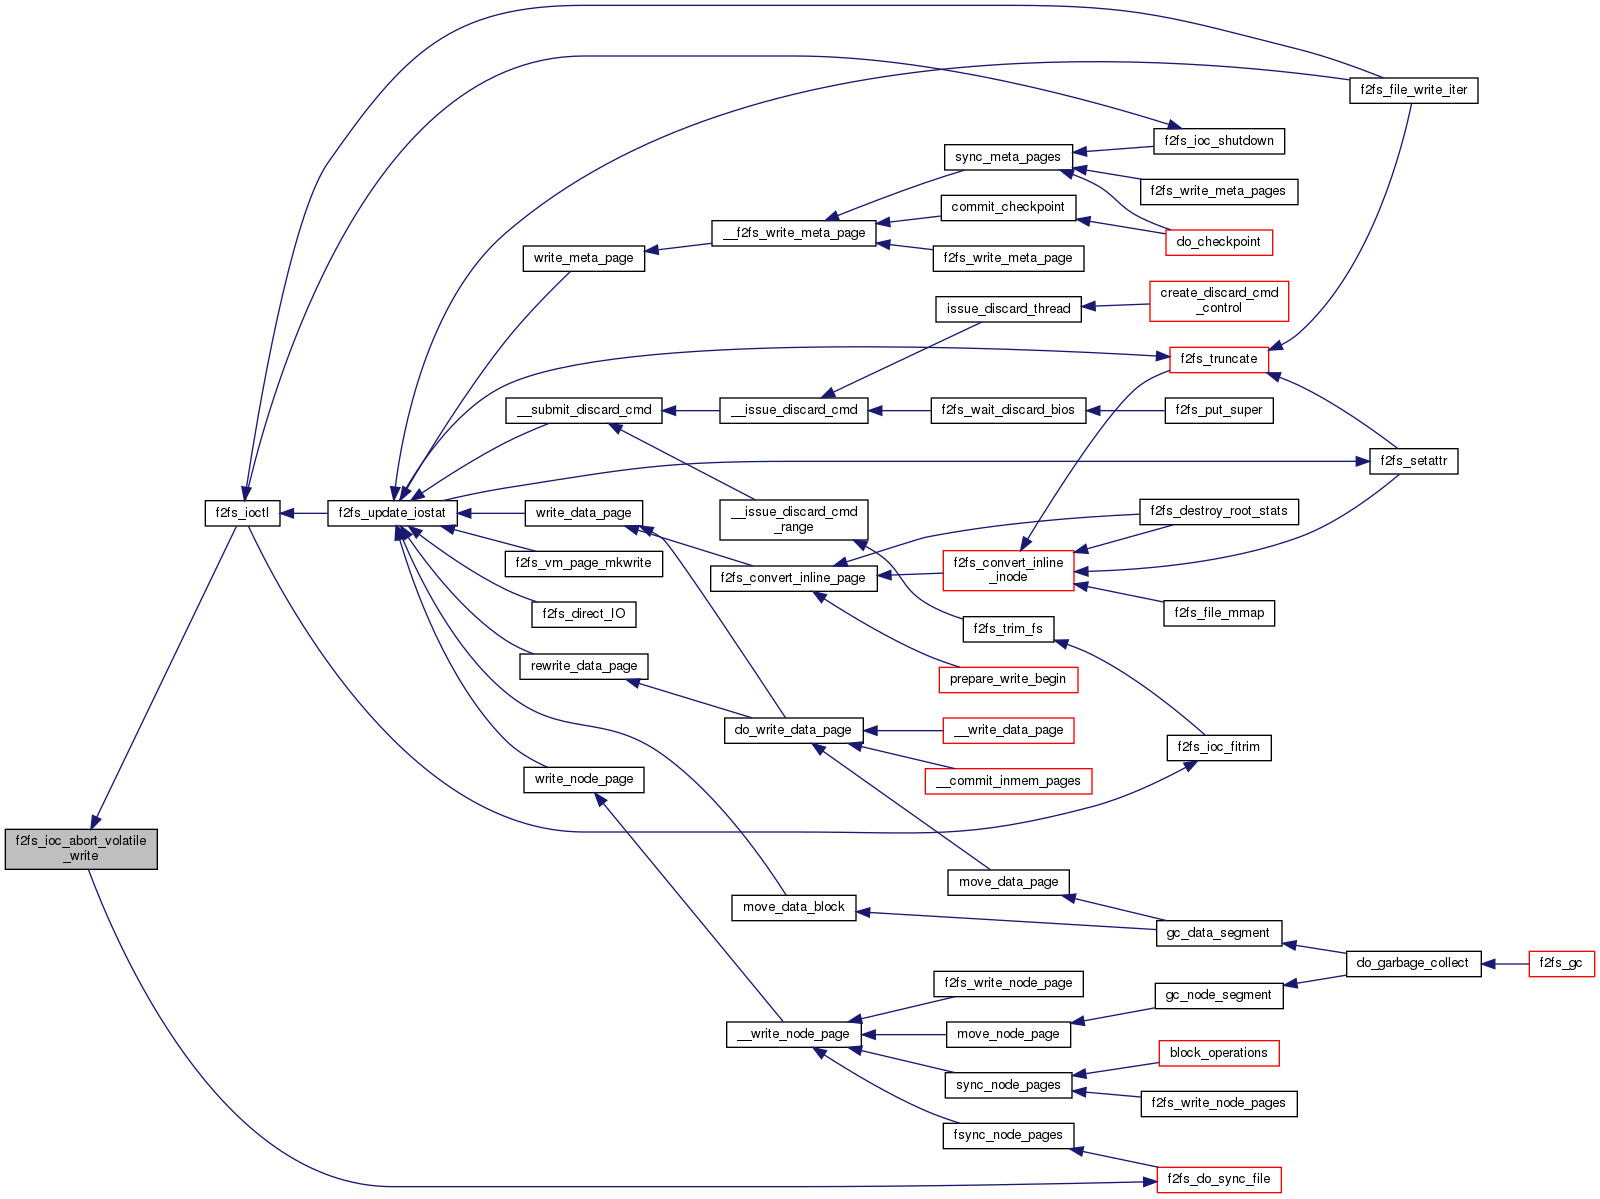 f2fs_file_write_iter
f2fs_ioc_shutdown
sync_meta_pages
f2fs_write_meta_pages
commit_checkpoint
__f2fs_write_meta_page
do_checkpoint
write_meta_page
f2fs_write_meta_page
create_discard_cmd
_control
issue_discard_thread
f2fs_truncate
__submit_discard_cmd
__issue_discard_cmd
f2fs_wait_discard_bios
f2fs_put_super
f2fs_setattr
f2fs_ioctl
f2fs_update_iostat
write_data_page
__issue_discard_cmd
_range
f2fs_destroy_root_stats
f2fs_vm_page_mkwrite
f2fs_convert_inline_page
f2fs_convert_inline
_inode
f2fs_direct_IO
f2fs_file_mmap
f2fs_trim_fs
rewrite_data_page
prepare_write_begin
do_write_data_page
__write_data_page
f2fs_ioc_fitrim
write_node_page
__commit_inmem_pages
f2fs_ioc_abort_volatile
_write
move_data_page
move_data_block
gc_data_segment
do_garbage_collect
f2fs_gc
f2fs_write_node_page
gc_node_segment
__write_node_page
move_node_page
block_operations
sync_node_pages
f2fs_write_node_pages
fsync_node_pages
f2fs_do_sync_file